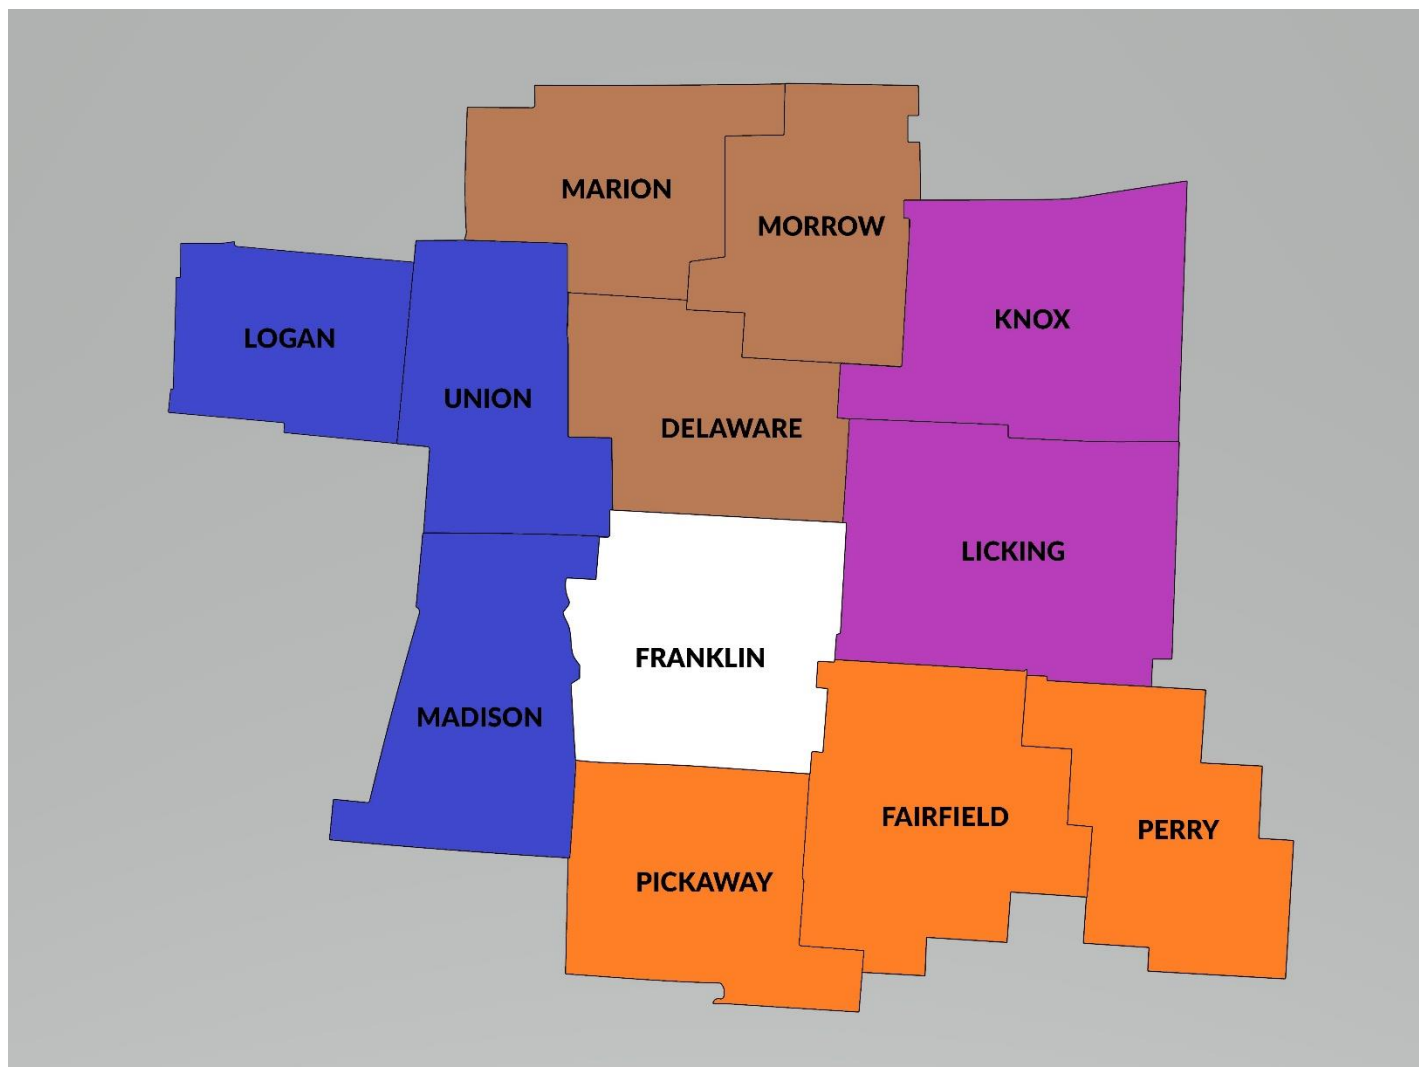 MARION
MORROW
KNOX
LOGAN
UNION
DELAWARE
LICKING
FRANKLIN
MADISON
FAIRFIELD
PERRY
PICKAWAY